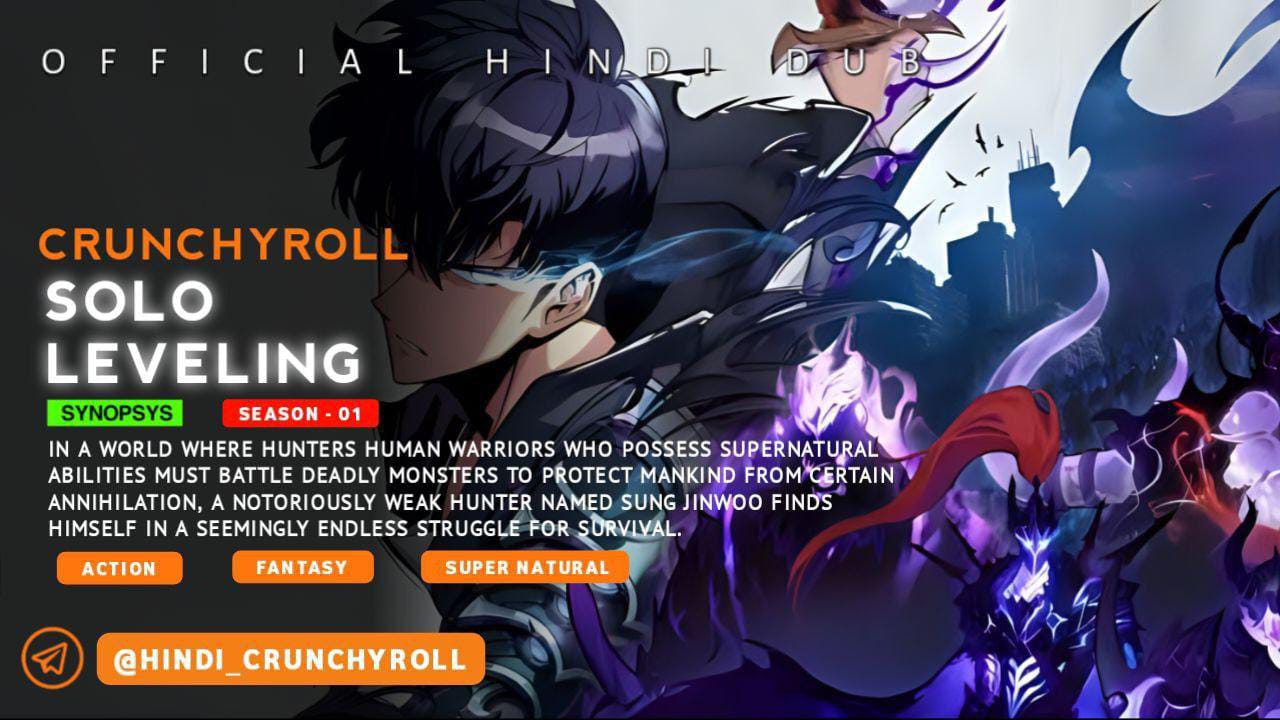 OFFICIAL HINDI DUB
CRUNCHYROLL
SOLO
LEVELING
SYNOPSYS
SEASON - 01
IN A WORLD WHERE HUNTERS HUMAN WARRIORS WHO POSSESS SUPERNATURAL
ABILITIES MUST BATTLE DEADLY MONSTERS TO PROTECT MANKIND FROM CERTAIN
ANNIHILATION, A NOTORIOUSLY WEAK HUNTER NAMED SUNG JINWOO FINDS
HIMSELF IN A SEEMINGLY ENDLESS STRUGGLE FOR SURVIVAL.
ACTION
FANTASY
SUPER NATURAL
@HINDI_CRUNCHYROLL